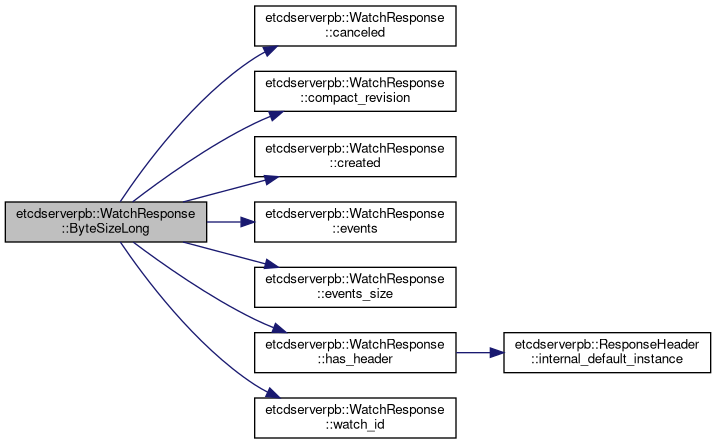 etcdserverpb::WatchResponse
::canceled
etcdserverpb::WatchResponse
::compact_revision
etcdserverpb::WatchResponse
::created
etcdserverpb::WatchResponse
::ByteSizeLong
etcdserverpb::WatchResponse
::events
etcdserverpb::WatchResponse
::events_size
etcdserverpb::WatchResponse
::has_header
etcdserverpb::ResponseHeader
::internal_default_instance
etcdserverpb::WatchResponse
::watch_id